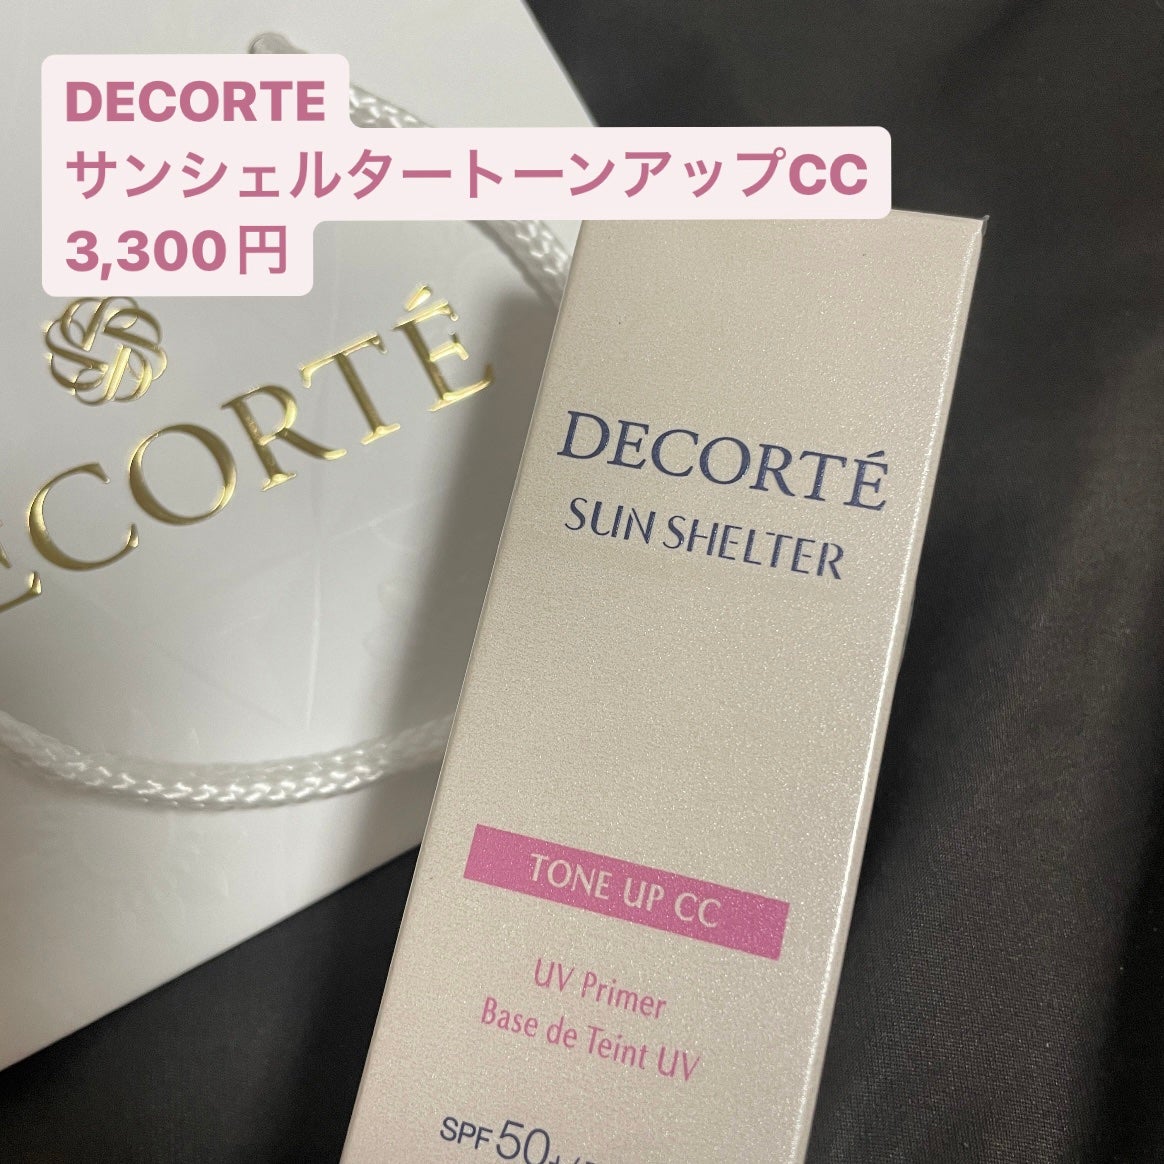 DECORTE
サンシェルタートーンアップCC
3,300円
ECORTÉ
DECORTÉ
SUN SHELTER
TONE UP CC
UV Primer
Base de Teint UV
SPF50+/